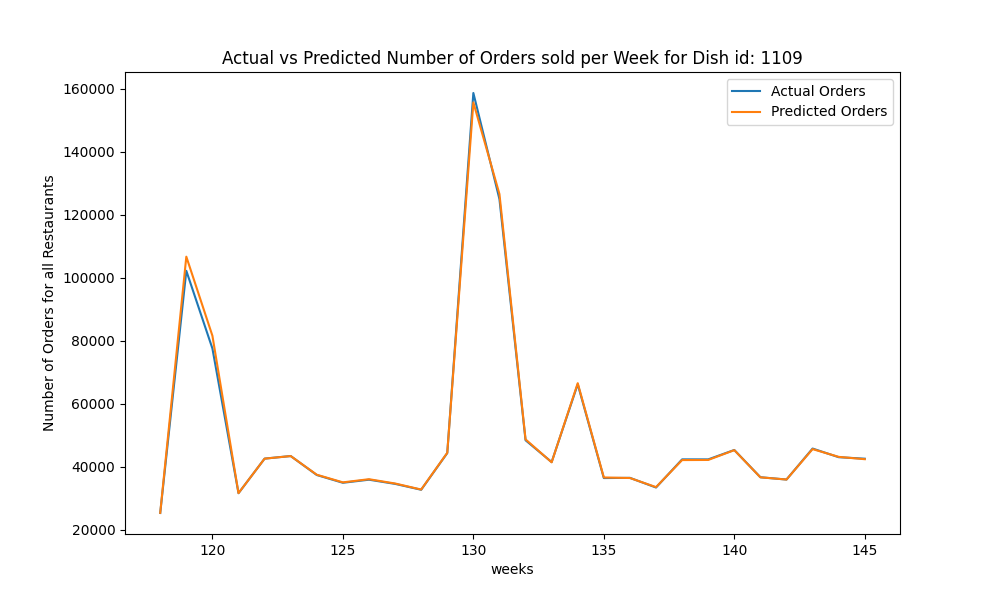 Actual vs Predicted Number of Orders sold per Week for Dish id: 1109
Actual Orders
Predicted Orders
Number of Orders for all Restaurants
160000
140000
120000
100000
80000
60000
40000
20000
120
125
130
135
140
145
weeks